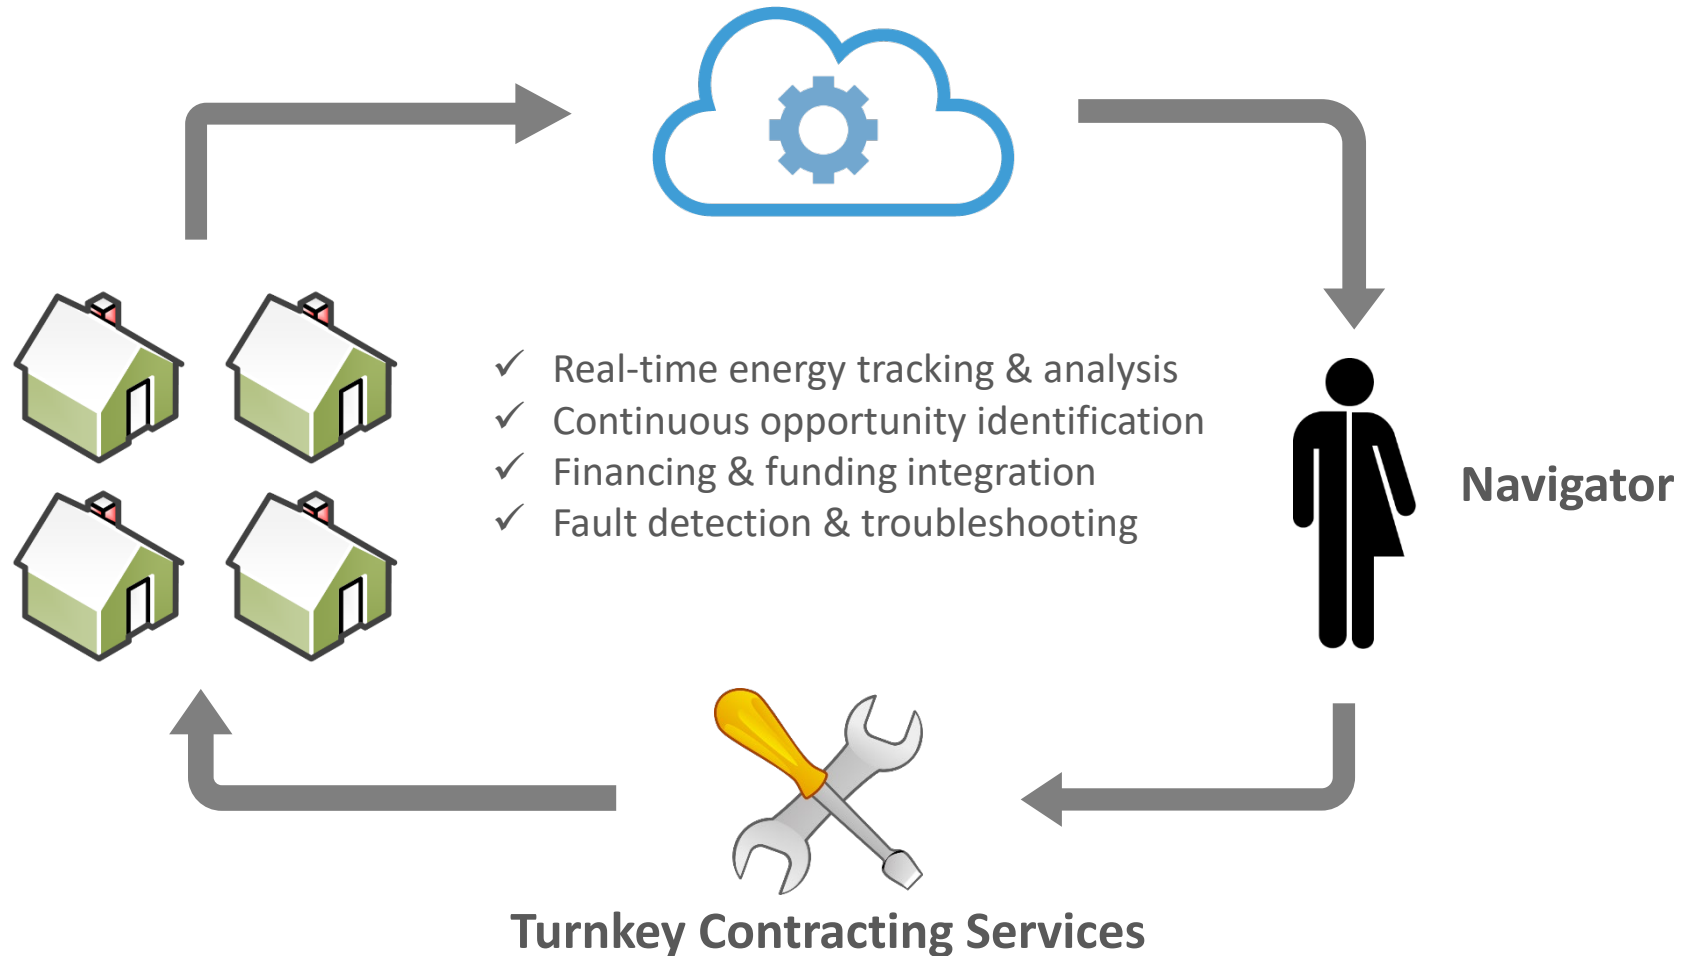 ✓ Real-time energy tracking & analysis
✓ Continuous opportunity identification
✓ Financing & funding integration
✓ Fault detection & troubleshooting
Navigator
Turnkey Contracting Services